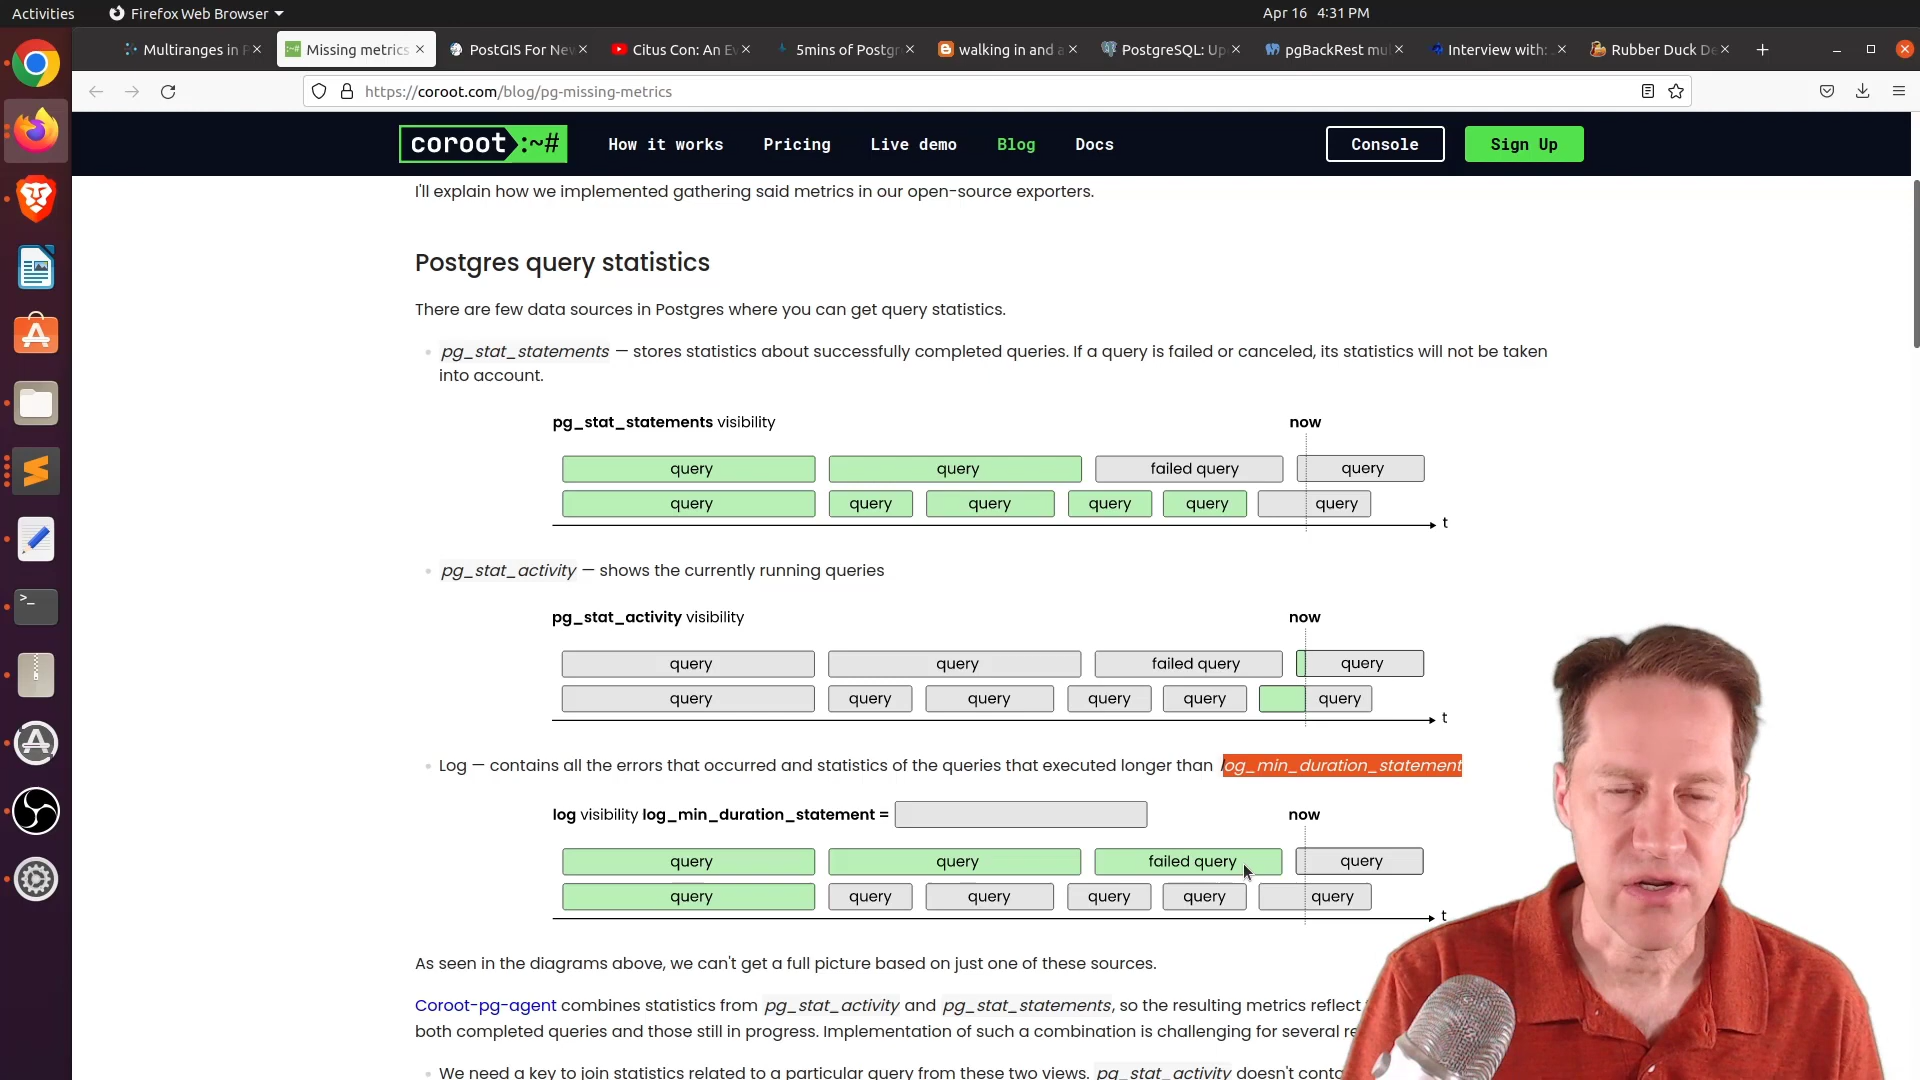 Activities
Firefox Web Browser
Apr 16 4:31 PM
Multiranges in P
Missing metrics
PostGIS For New
Citus Con: An Ev
5mins of Postgr
walking in and a
PostgreSQL: Up
pgBackRest mul
Interview with:
Rubber Duck De
https://coroot.com/blog/pg-missing-metrics
coroot:~#
How it works
Pricing
Live demo
Blog
Docs
Console
Sign Up
I'll explain how we implemented gathering said metrics in our open-source exporters.
Postgres query statistics
There are few data sources in Postgres where you can get query statistics.
pg_stat_statements — stores statistics about successfully completed queries. If a query is failed or canceled, its statistics will not be taken
into account.
pg_stat_statements visibility
now
query query failed query query
query query query query query query
t
pg_stat_activity — shows the currently running queries
pg_stat_activity visibility
now
query query failed query query
query query query query query query
t
Log — contains all the errors that occurred and statistics of the queries that executed longer than log_min_duration_statement
log visibility log_min_duration_statement =
now
query query failed query query
query query query query query query
t
As seen in the diagrams above, we can't get a full picture based on just one of these sources.
Coroot-pg-agent combines statistics from pg_stat_activity and pg_stat_statements, so the resulting metrics reflect
both completed queries and those still in progress. Implementation of such a combination is challenging for several
We need a key to join statistics related to a particular query from these two views. pg_stat_activity doesn't